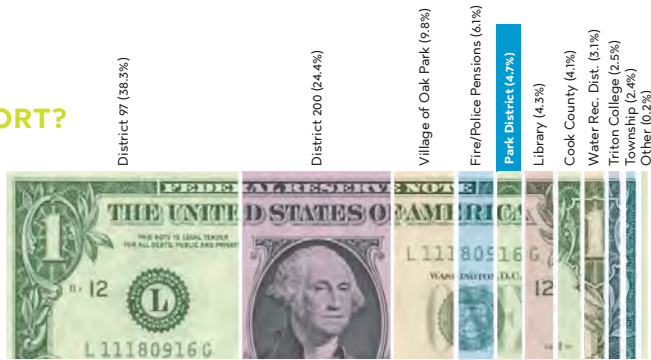 ORT?
District 97 (38.3%)
District 200 (24.4%)
Village of Oak Park (9.8%)
Fire/Police Pensions (6.1%)
Park District (4.7%)
Library (4.3%)
Cook County (4.1%)
Water Rec. Dist. (3.1%)
Triton College (2.5%)
Township (2.4%)
Other (0.2%)
FEDERAL RESERVE NOTE
THE UNITED STATES OF AMERICA
THIS NOTE IS LEGAL TENDER
FOR ALL DEBTS, PUBLIC AND PRIVATE
L 11180916 G
WASHINGTON, D.C.
1
12
L
12
L 11180916 G